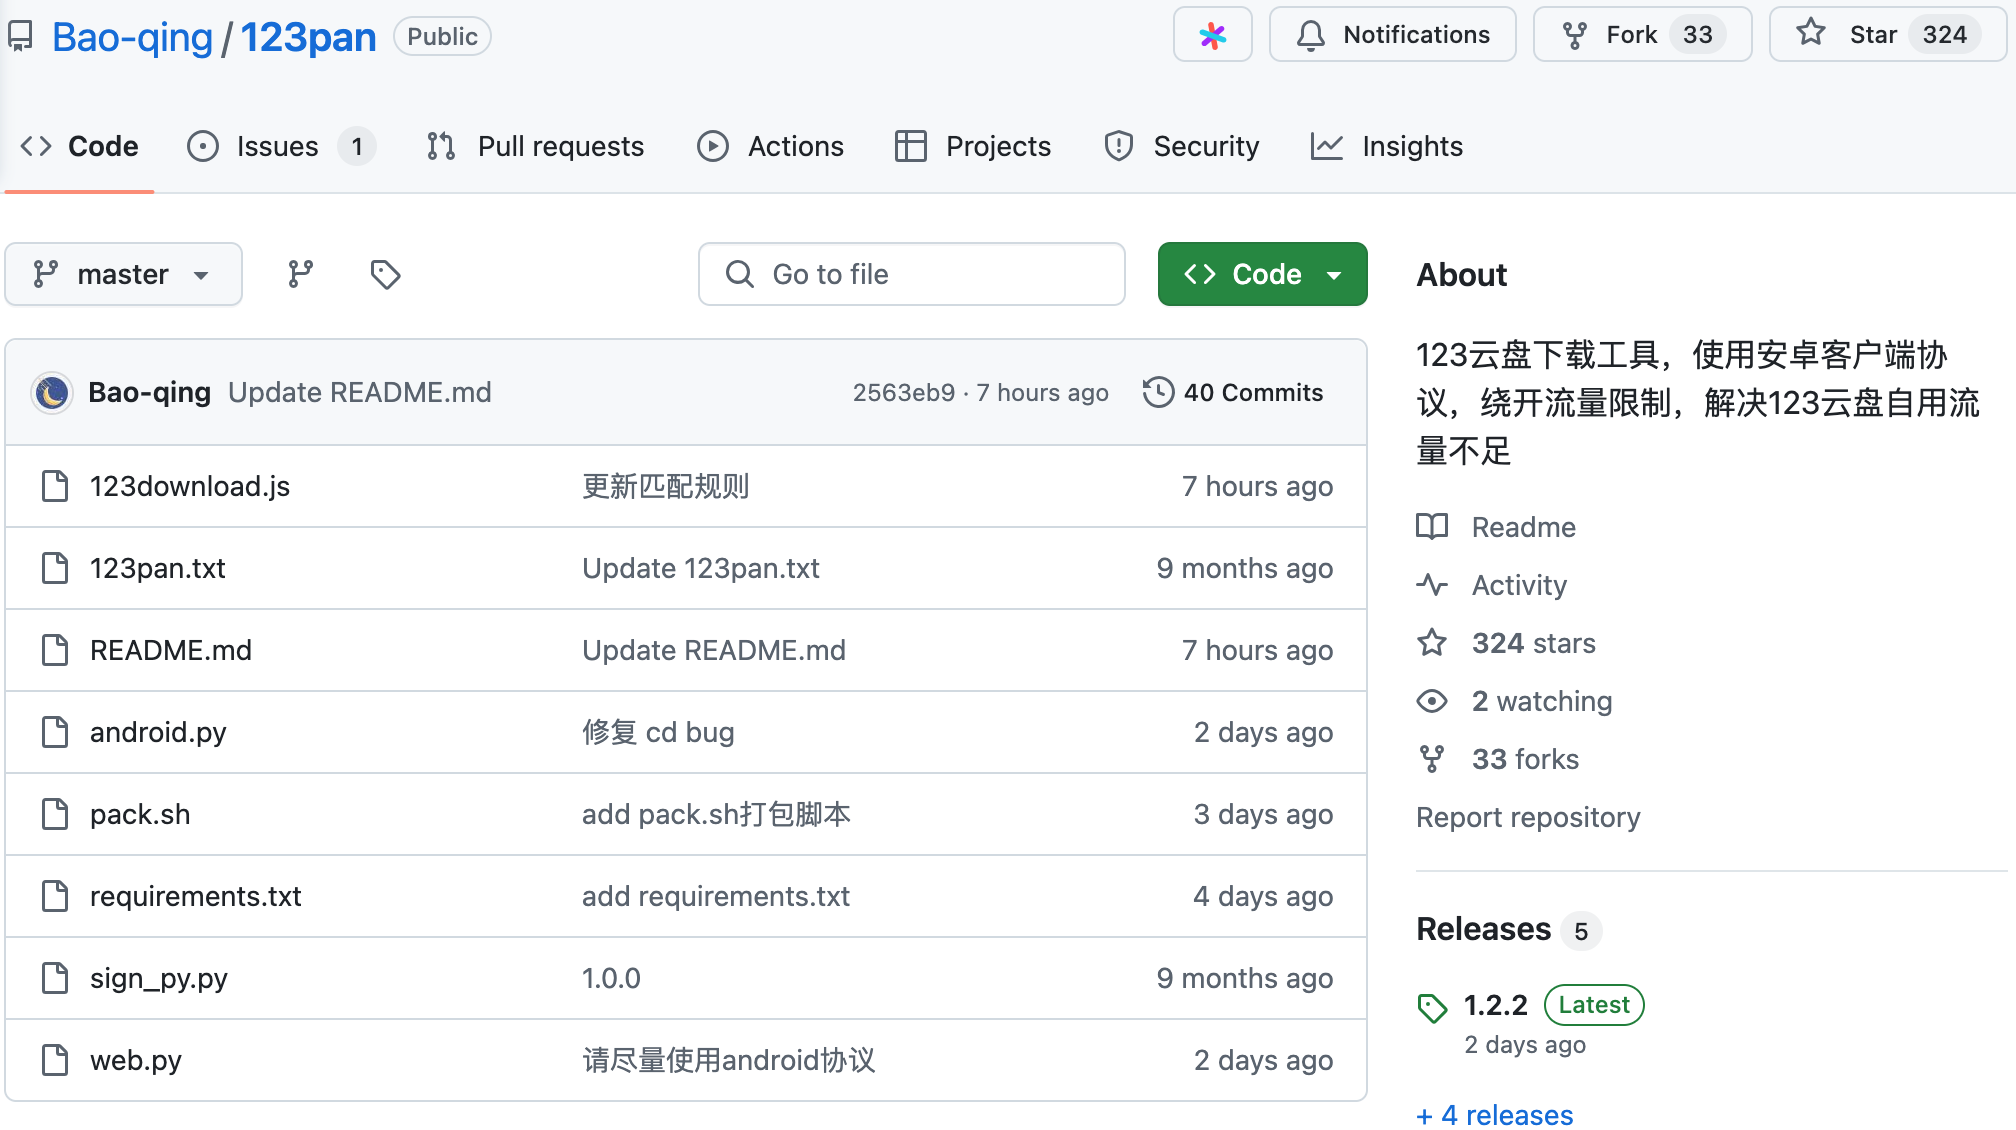 Bao-qing / 123pan Public Notifications Fork 33 Star 324
Code Issues 1 Pull requests Actions Projects Security Insights
master Go to file Code
Bao-qing Update README.md 2563eb9 · 7 hours ago 40 Commits
123download.js 更新匹配规则 7 hours ago
123pan.txt Update 123pan.txt 9 months ago
README.md Update README.md 7 hours ago
android.py 修复 cd bug 2 days ago
pack.sh add pack.sh打包脚本 3 days ago
requirements.txt add requirements.txt 4 days ago
sign_py.py 1.0.0 9 months ago
web.py 请尽量使用android协议 2 days ago
About
123云盘下载工具，使用安卓客户端协
议，绕开流量限制，解决123云盘自用流
量不足
Readme
Activity
324 stars
2 watching
33 forks
Report repository
Releases 5
1.2.2 Latest
2 days ago
+ 4 releases